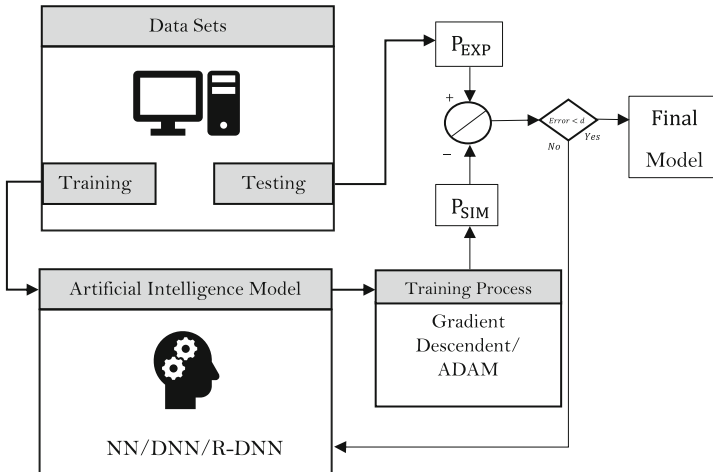 Data Sets
Training
Testing
P_EXP
+
−
Error < d
No
Yes
Final
Model
P_SIM
Artificial Intelligence Model
NN/DNN/R-DNN
Training Process
Gradient
Descendent/
ADAM